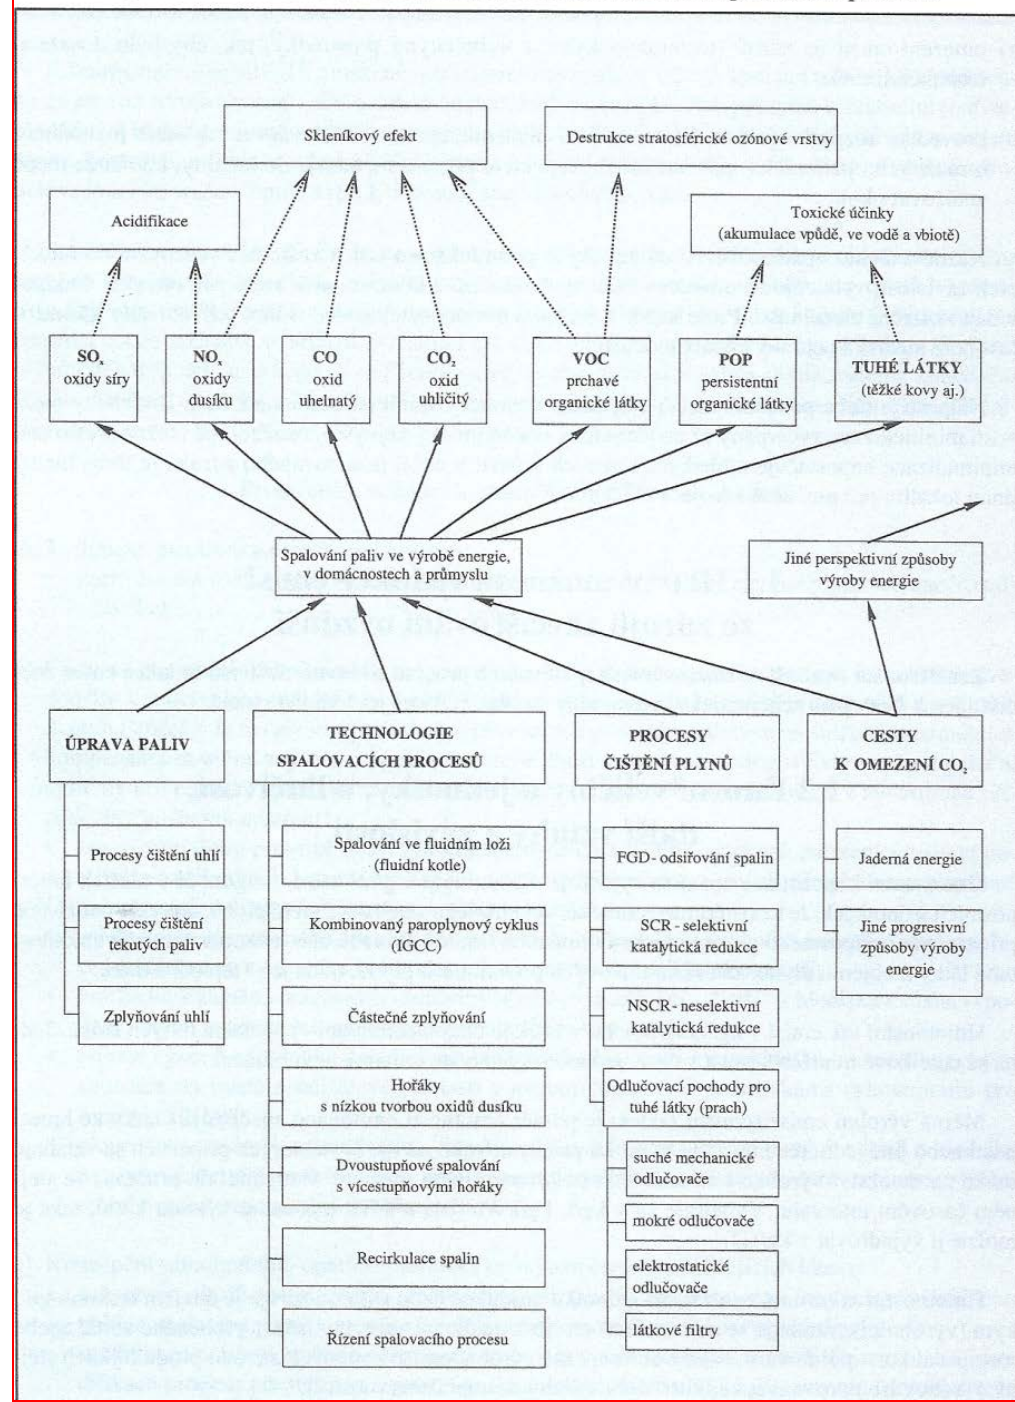 Skleníkový efekt
Destrukce stratosférické ozónové vrstvy
Acidifikace
Toxické účinky
(akumulace vpůdě, ve vodě a vbiotě)
SOₓ
oxidy síry
NOₓ
oxidy
dusíku
CO
oxid
uhelnatý
CO₂
oxid
uhličitý
VOC
prchavé
organické látky
POP
persistentní
organické látky
TUHÉ LÁTKY
(těžké kovy aj.)
Spalování paliv ve výrobě energie,
v domácnostech a průmyslu
Jiné perspektivní způsoby
výroby energie
ÚPRAVA PALIV
TECHNOLOGIE
SPALOVACÍCH PROCESŮ
PROCESY
ČIŠTĚNÍ PLYNŮ
CESTY
K OMEZENÍ CO₂
Procesy čištění uhlí
Procesy čištění
tekutých paliv
Zplyňování uhlí
Spalování ve fluidním loži
(fluidní kotle)
Kombinovaný paroplynový cyklus
(IGCC)
Částečné zplyňování
Hořáky
s nízkou tvorbou oxidů dusíku
Dvoustupňové spalování
s vícestupňovými hořáky
Recirkulace spalin
Řízení spalovacího procesu
FGD - odsiřování spalin
SCR - selektivní
katalytická redukce
NSCR - neselektivní
katalytická redukce
Odlučovací pochody pro
tuhé látky (prach)
suché mechanické
odlučovače
mokré odlučovače
elektrostatické
odlučovače
látkové filtry
Jaderná energie
Jiné progresivní
způsoby výroby
energie